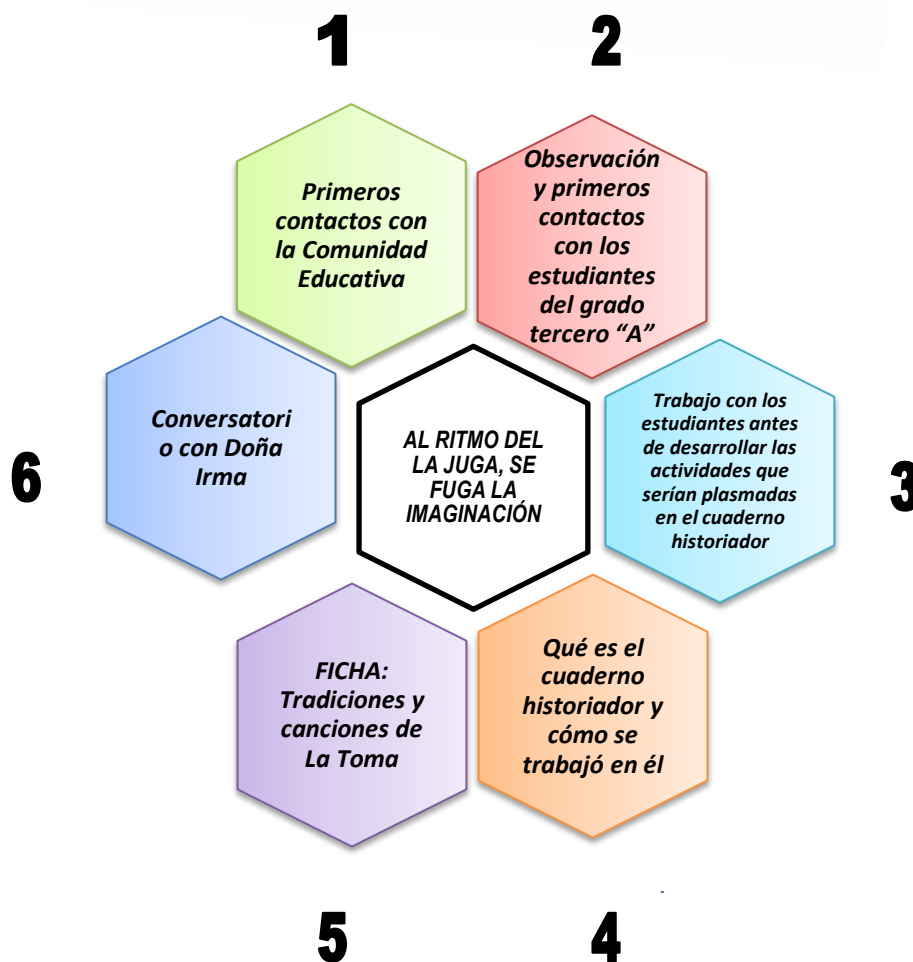 1
Primeros
contactos con
la Comunidad
Educativa
2
Observación
y primeros
contactos
con los
estudiantes
del grado
tercero “A”
3
Trabajo con los
estudiantes antes
de desarrollar las
actividades que
serían plasmadas
en el cuaderno
historiador
4
Qué es el
cuaderno
historiador y
cómo se
trabajó en él
5
FICHA:
Tradiciones y
canciones de
La Toma
6
Conversatori
o con Doña
Irma
AL RITMO DEL
LA JUGA, SE
FUGA LA
IMAGINACIÓN